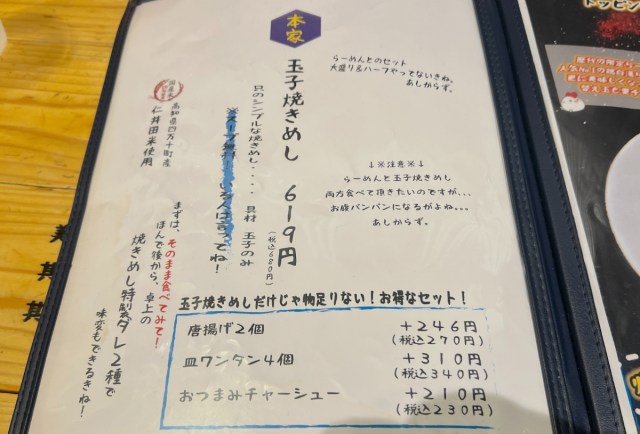 本家
玉子焼きめし 619円
(税込680円)
具のシンプルな焼きめし・・・・具材 玉子のみ
※スープ無料!いる人は言ってね!
高知県四万十町産
仁井田米使用
まずは、そのまま食べてみて!
ほんで後から、卓上の
焼きめし特製ダレ2種で
味変もできるきね!
らーめんとのセット
大盛り&ハーフやってないきね。
あしからず。
↓※注意※↓
らーめんと玉子焼きめし
両方食べて頂きたいのですが、、、
お腹パンパンになるがよね、、、
あしからず。
玉子焼きめしだけじゃ物足りない!お得なセット!
唐揚げ2個 +246円
(税込270円)
皿ワンタン4個 +310円
(税込340円)
おつまみチャーシュー +210円
(税込230円)